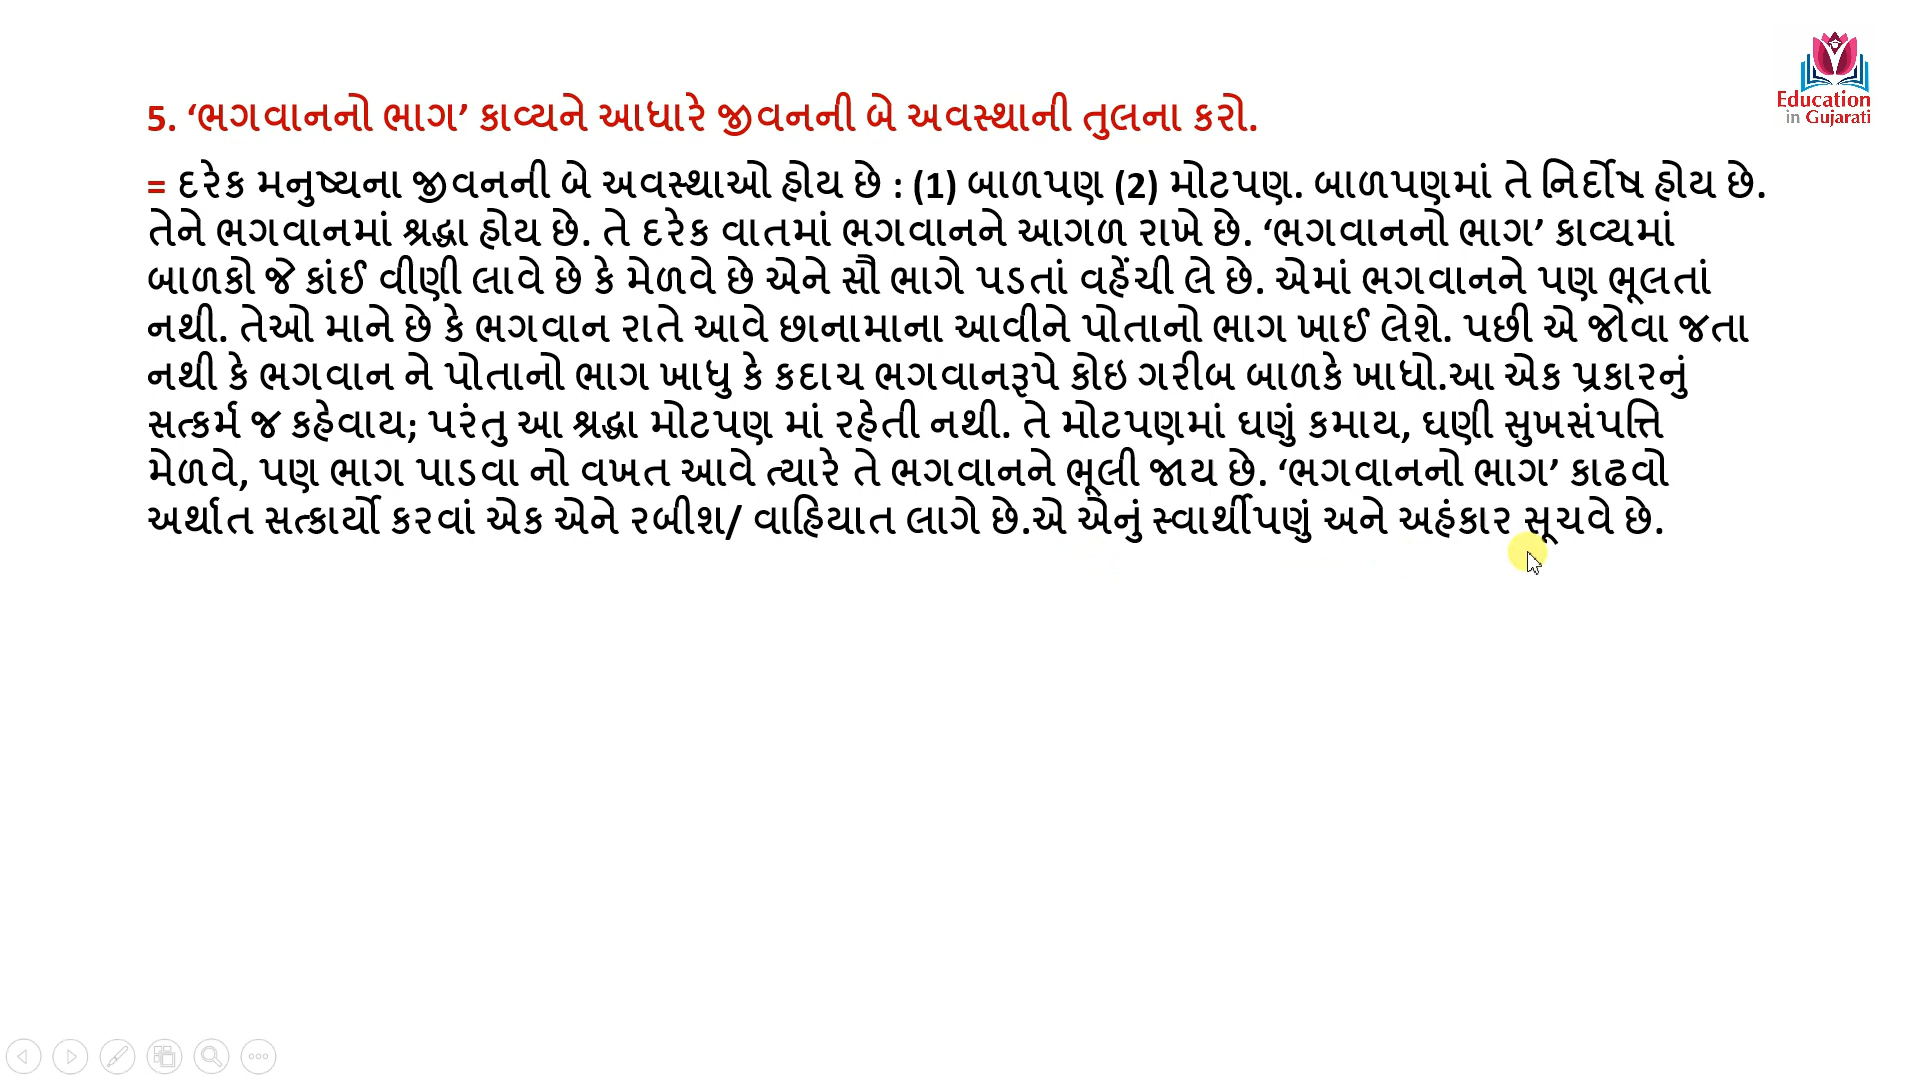 Education
in Gujarati
5. ‘ભગવાનનો ભાગ’ કાવ્યને આધારે જીવનની બે અવસ્થાની તુલના કરો.
= દરેક મનુષ્યના જીવનની બે અવસ્થાઓ હોય છે : (1) બાળપણ (2) મોટપણ. બાળપણમાં તે નિર્દોષ હોય છે.
તેને ભગવાનમાં શ્રદ્ધા હોય છે. તે દરેક વાતમાં ભગવાનને આગળ રાખે છે. ‘ભગવાનનો ભાગ’ કાવ્યમાં
બાળકો જે કાંઈ વીણી લાવે છે કે મેળવે છે એને સૌ ભાગે પડતાં વહેંચી લે છે. એમાં ભગવાનને પણ ભૂલતાં
નથી. તેઓ માને છે કે ભગવાન રાતે આવે છાનામાના આવીને પોતાનો ભાગ ખાઈ લેશે. પછી એ જોવા જતા
નથી કે ભગવાન ને પોતાનો ભાગ ખાધુ કે કદાચ ભગવાનરૂપે કોઇ ગરીબ બાળકે ખાધો.આ એક પ્રકારનું
સત્કર્મ જ કહેવાય; પરંતુ આ શ્રદ્ધા મોટપણ માં રહેતી નથી. તે મોટપણમાં ઘણું કમાય, ઘણી સુખસંપત્તિ
મેળવે, પણ ભાગ પાડવા નો વખત આવે ત્યારે તે ભગવાનને ભૂલી જાય છે. ‘ભગવાનનો ભાગ’ કાઢવો
અર્થાત સત્કાર્યો કરવાં એક એને રબીશ/ વાહિયાત લાગે છે.એ એનું સ્વાર્થીપણું અને અહંકાર સૂચવે છે.